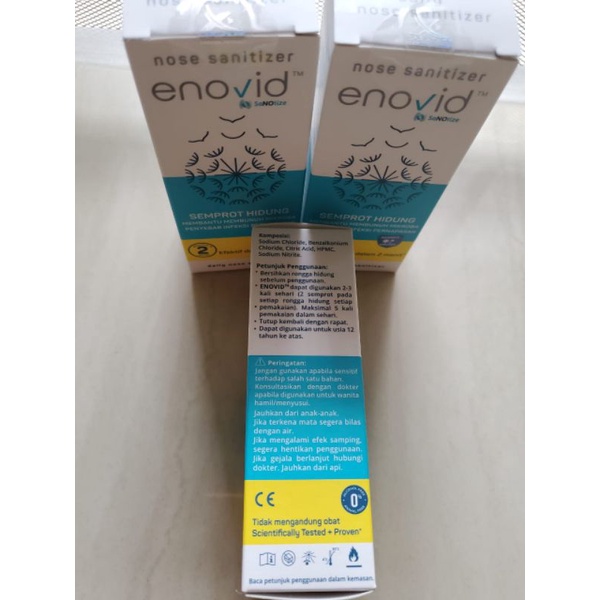 nose sanitizer
enovid™
SaNOtize
SEMPROT HIDUNG
MEMBANTU MEMBUNUH
2
nose sanitizer
enovid™
SaNOtize
SEMPROT HIDUNG
Komposisi:
Sodium Chloride, Benzalkonium
Chloride, Citric Acid, HPMC,
Sodium Nitrite.
Petunjuk Penggunaan:
• Bersihkan rongga hidung
sebelum penggunaan.
• ENOVID™ dapat digunakan 2-3
kali sehari (2 semprot pada
setiap rongga hidung setiap
• pemakaian). Maksimal 5 kali
pemakaian dalam sehari.
• Tutup kembali dengan rapat.
• Dapat digunakan untuk usia 12
tahun ke atas.
Peringatan:
Jangan gunakan apabila sensitif
terhadap salah satu bahan.
Konsultasikan dengan dokter
apabila digunakan untuk wanita
hamil/menyusui.
Jauhkan dari anak-anak.
Jika terkena mata segera bilas
dengan air.
Jika mengalami efek samping,
segera hentikan penggunaan.
Jika gejala berlanjut hubungi
dokter. Jauhkan dari api.
CE
0%
Tidak mengandung obat
Scientifically Tested + Proven*
Baca petunjuk penggunaan dalam kemasan.